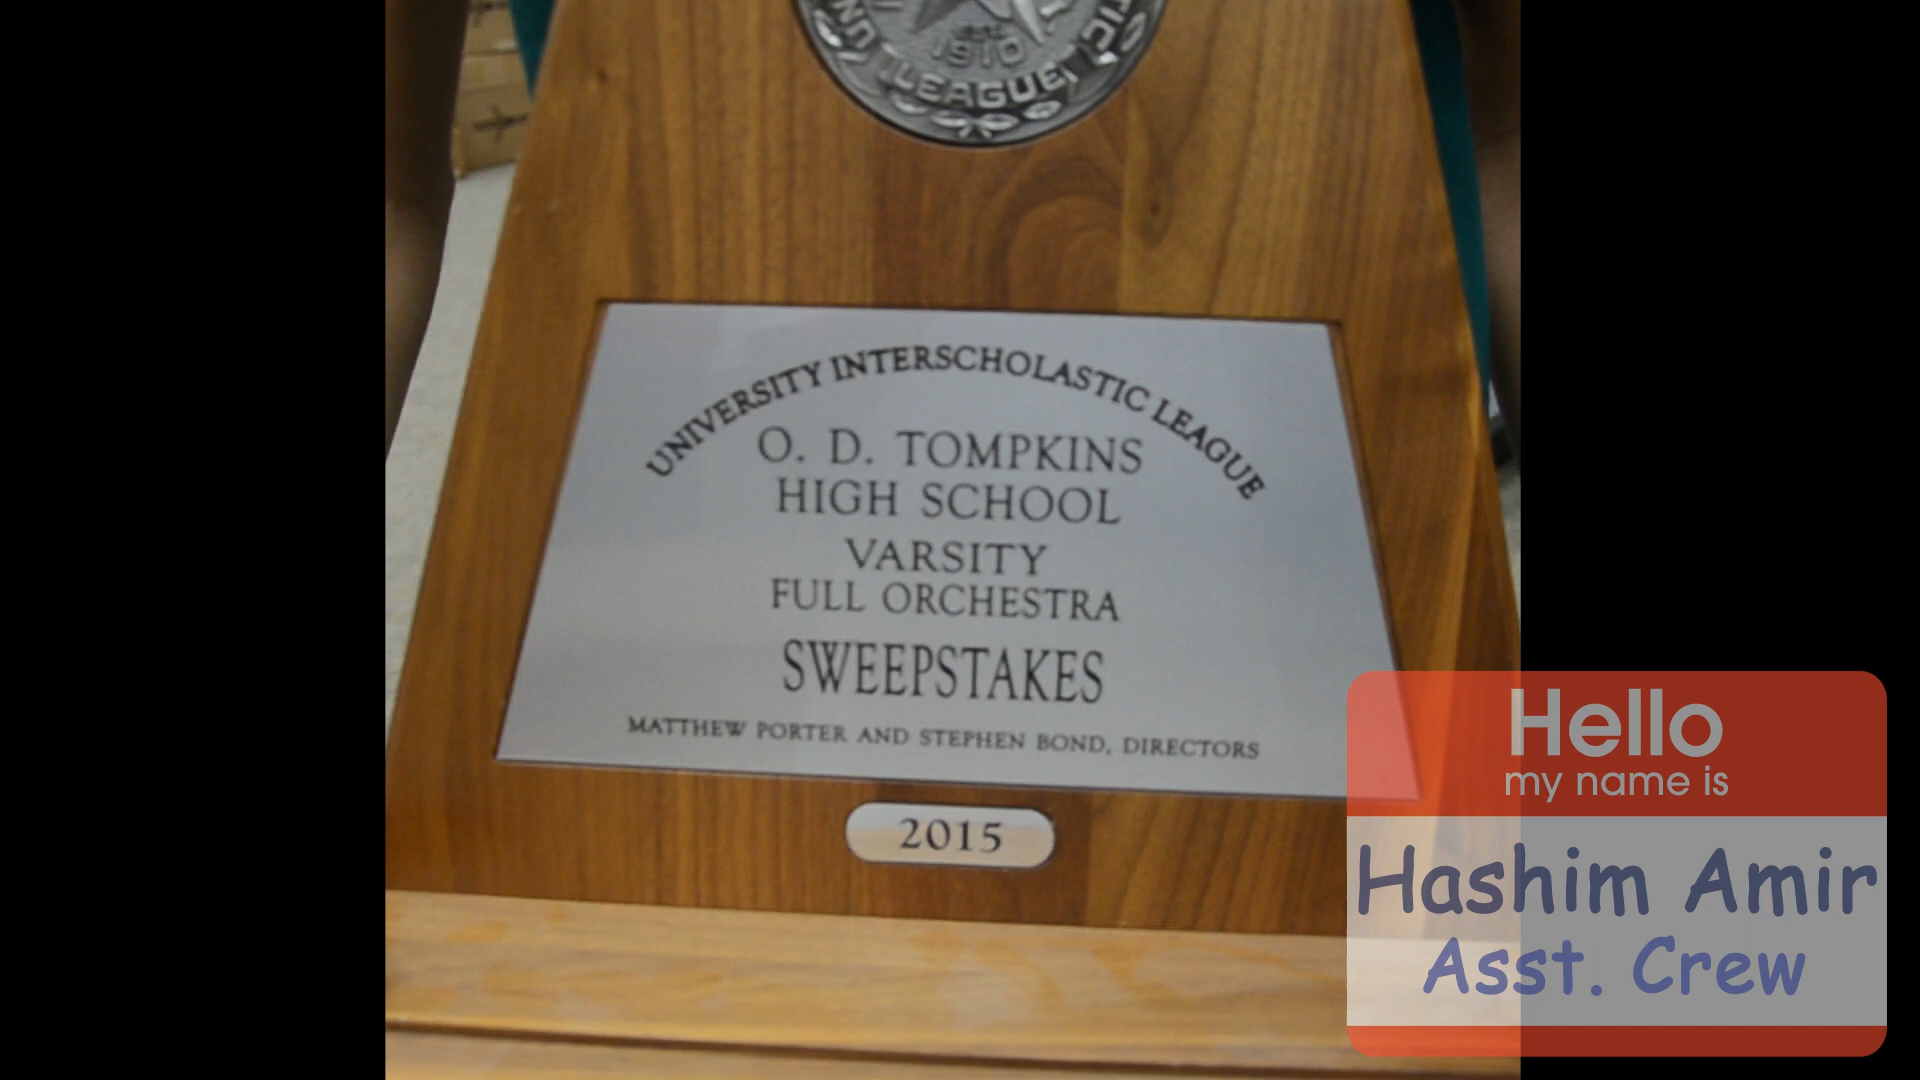 EST.
1910
LEAGUE
UNIVERSITY INTERSCHOLASTIC LEAGUE
O. D. TOMPKINS
HIGH SCHOOL
VARSITY
FULL ORCHESTRA
SWEEPSTAKES
MATTHEW PORTER AND STEPHEN BOND, DIRECTORS
2015
Hello
my name is
Hashim Amir
Asst. Crew